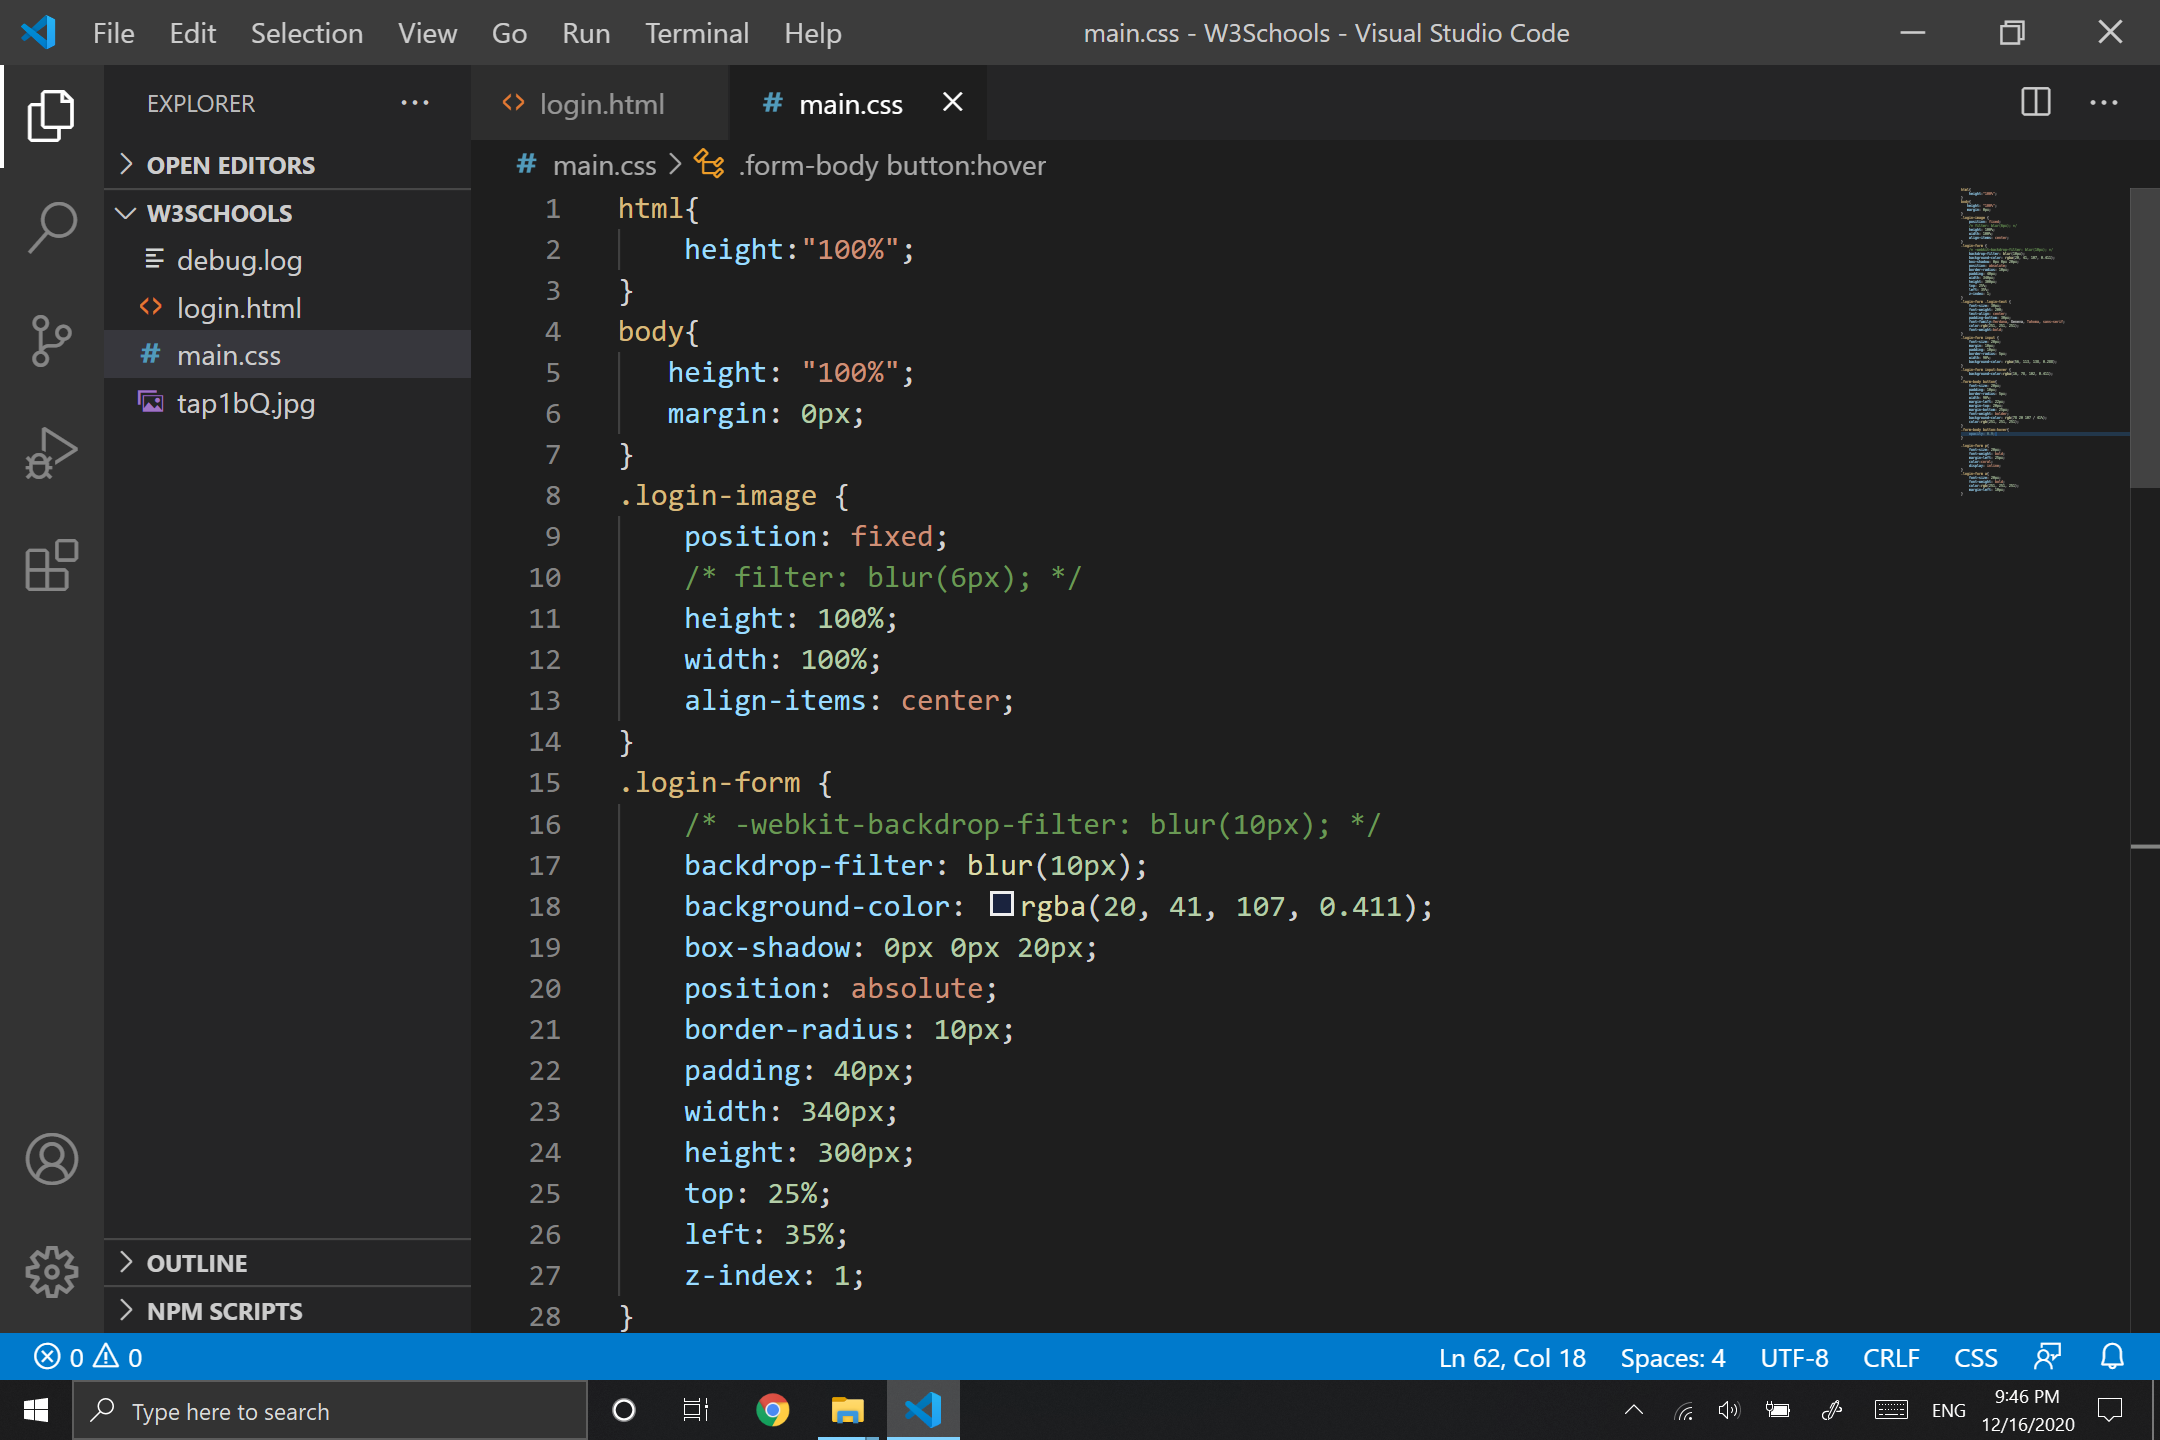 File Edit Selection View Go Run Terminal Help
main.css - W3Schools - Visual Studio Code
EXPLORER
OPEN EDITORS
W3SCHOOLS
debug.log
login.html
main.css
tap1bQ.jpg
OUTLINE
NPM SCRIPTS
login.html
# main.css
# main.css > .form-body button:hover
1 html{
2 height:"100%";
3 }
4 body{
5 height: "100%";
6 margin: 0px;
7 }
8 .login-image {
9 position: fixed;
10 /* filter: blur(6px); */
11 height: 100%;
12 width: 100%;
13 align-items: center;
14 }
15 .login-form {
16 /* -webkit-backdrop-filter: blur(10px); */
17 backdrop-filter: blur(10px);
18 background-color: rgba(20, 41, 107, 0.411);
19 box-shadow: 0px 0px 20px;
20 position: absolute;
21 border-radius: 10px;
22 padding: 40px;
23 width: 340px;
24 height: 300px;
25 top: 25%;
26 left: 35%;
27 z-index: 1;
28 }
0 0
Ln 62, Col 18 Spaces: 4 UTF-8 CRLF CSS
Type here to search
ENG
9:46 PM
12/16/2020